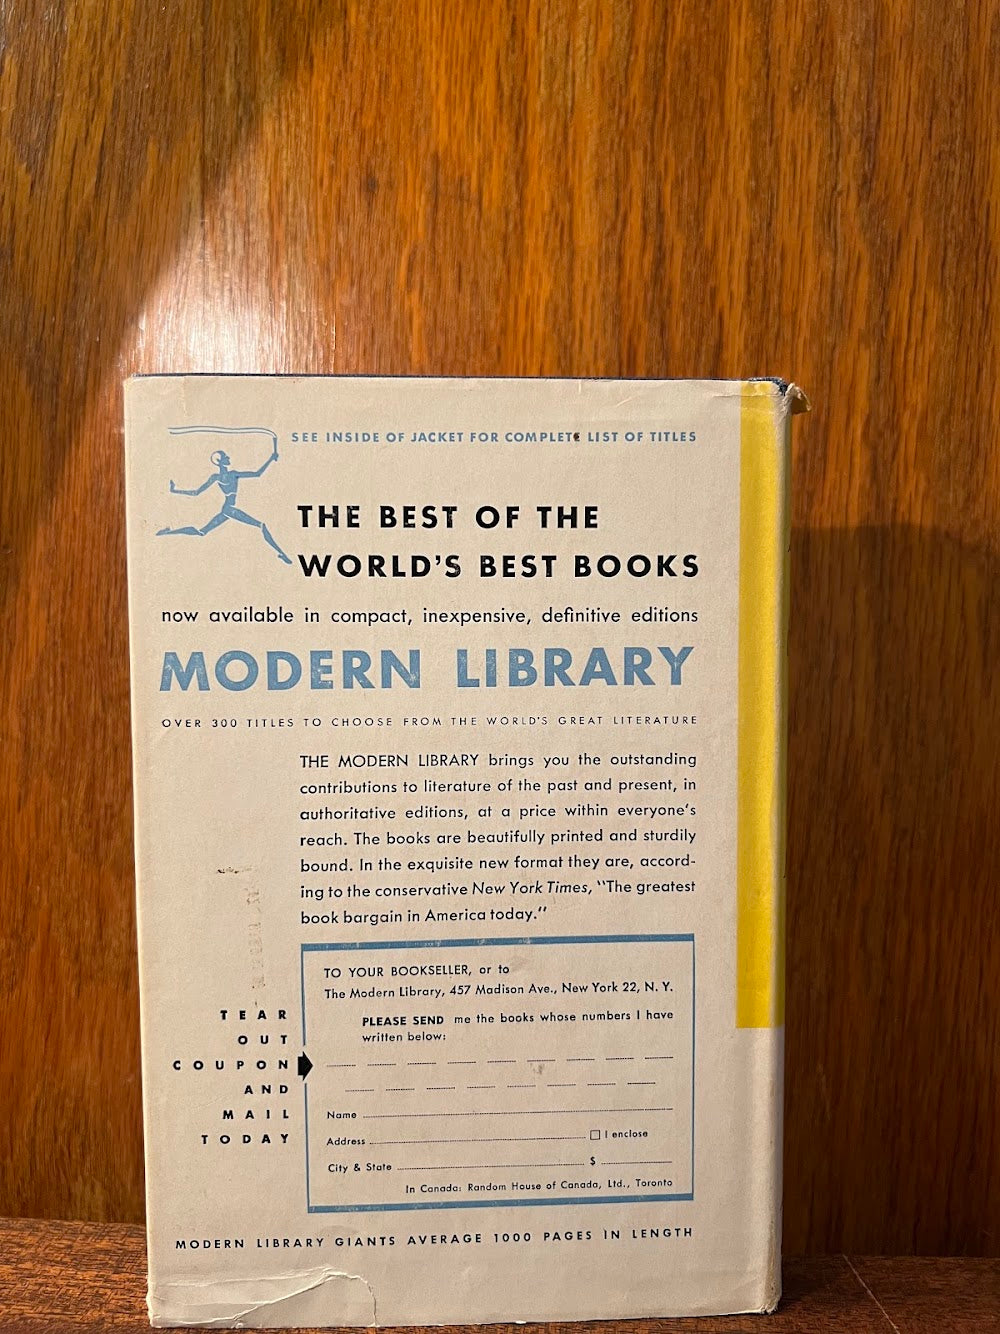 SEE INSIDE OF JACKET FOR COMPLETE LIST OF TITLES
THE BEST OF THE
WORLD'S BEST BOOKS
now available in compact, inexpensive, definitive editions
MODERN LIBRARY
OVER 300 TITLES TO CHOOSE FROM THE WORLD'S GREAT LITERATURE
THE MODERN LIBRARY brings you the outstanding
contributions to literature of the past and present, in
authoritative editions, at a price within everyone's
reach. The books are beautifully printed and sturdily
bound. In the exquisite new format they are, accord-
ing to the conservative New York Times, "The greatest
book bargain in America today."
TO YOUR BOOKSELLER, or to
The Modern Library, 457 Madison Ave., New York 22, N. Y.
PLEASE SEND me the books whose numbers I have
written below:
TEAR
OUT
COUPON
AND
MAIL
TODAY
Name
Address
I enclose
City & State
$
In Canada: Random House of Canada, Ltd., Toronto
MODERN LIBRARY GIANTS AVERAGE 1000 PAGES IN LENGTH